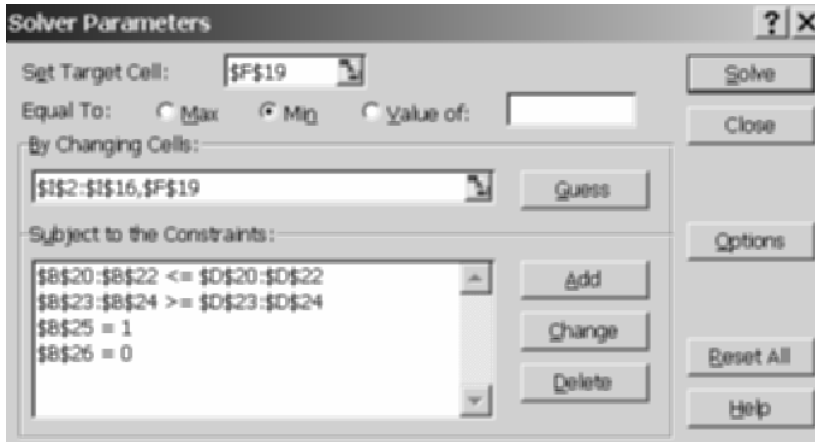 Solver Parameters
? X
Set Target Cell: $F$19
Solve
Equal To: Max Min Value of:
Close
By Changing Cells:
$I$2:$I$16,$F$19
Guess
Subject to the Constraints:
Options
$B$20:$B$22 <= $D$20:$D$22
$B$23:$B$24 >= $D$23:$D$24
$B$25 = 1
$B$26 = 0
Add
Change
Delete
Reset All
Help